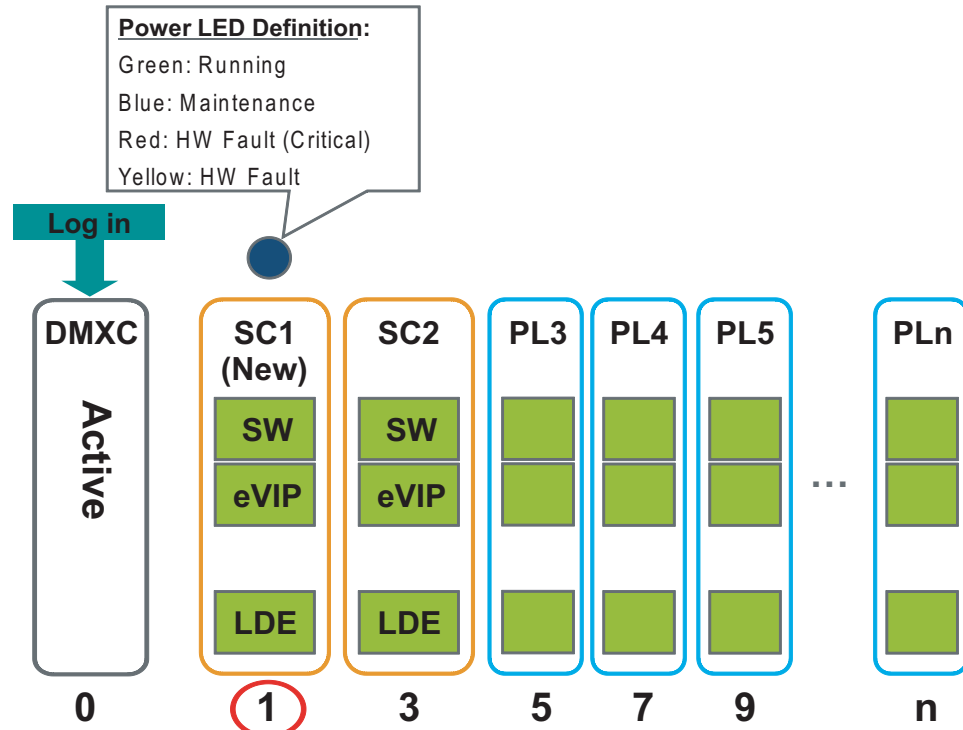 Power LED Definition:
Green: Running
Blue: Maintenance
Red: HW Fault (Critical)
Yellow: HW Fault
Log in
DMXC
Active
SC1
(New)
SW
eVIP
LDE
SC2
SW
eVIP
LDE
PL3
PL4
PL5
...
PLn
0
1
3
5
7
9
n